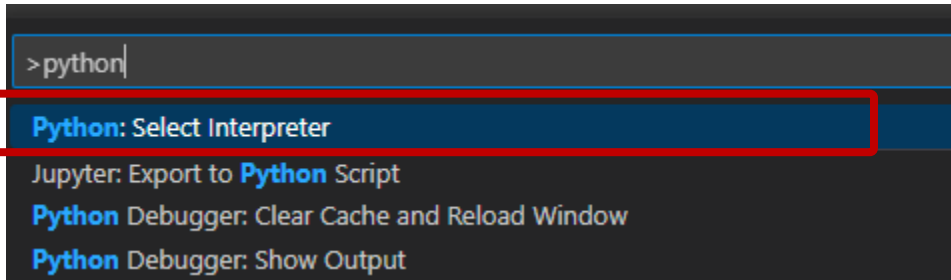 >python
Python: Select Interpreter
Jupyter: Export to Python Script
Python Debugger: Clear Cache and Reload Window
Python Debugger: Show Output